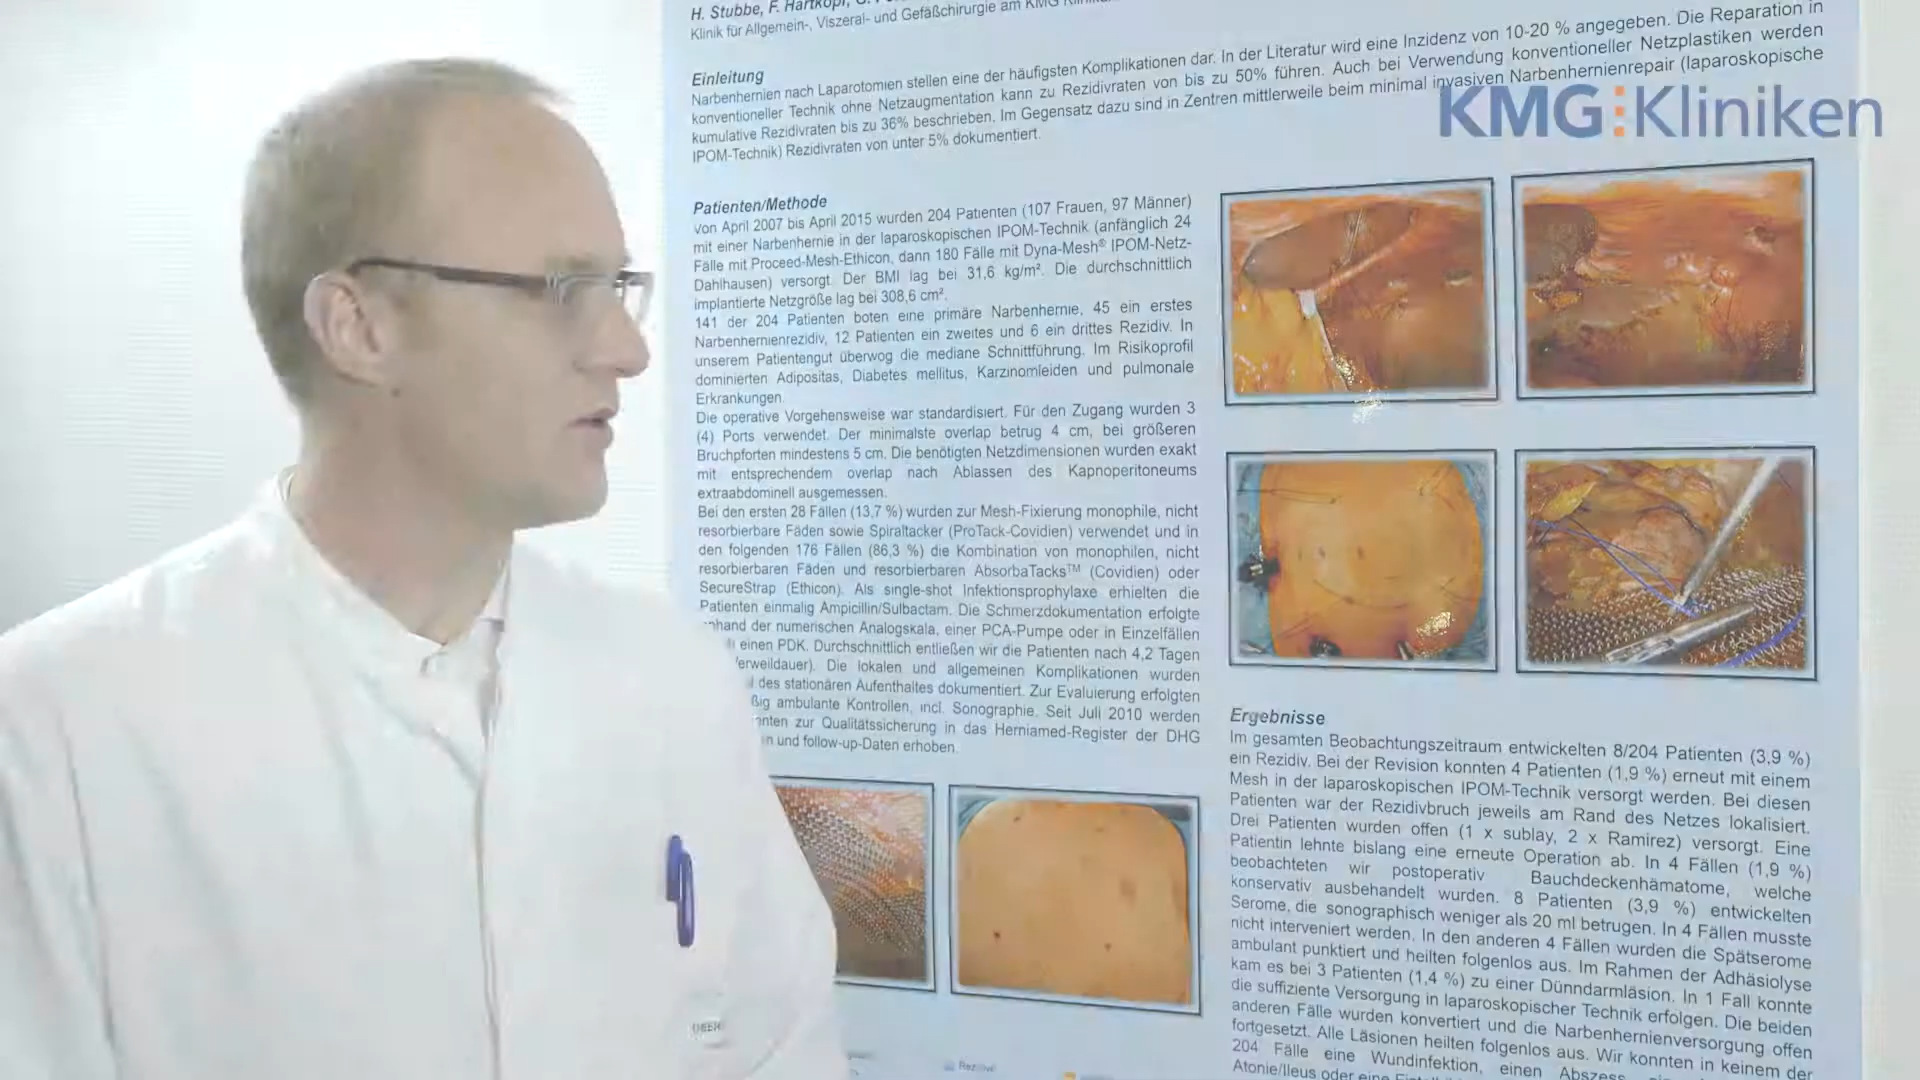 H. Stubbe, F. Hartkopf,
Klinik für Allgemein-, Viszeral- und Gefäßchirurgie am KMG
Einleitung
Narbenhernien nach Laparotomien stellen eine der häufigsten Komplikationen dar. In der Literatur wird eine Inzidenz von 10-20 % angegeben. Die Reparation in
konventioneller Technik ohne Netzaugmentation kann zu Rezidivraten von bis zu 50% führen. Auch bei Verwendung konventioneller Netzplastiken werden
kumulative Rezidivraten bis zu 36% beschrieben. Im Gegensatz dazu sind in Zentren mittlerweile beim minimal invasiven Narbenhernienrepair (laparoskopische
IPOM-Technik) Rezidivraten von unter 5% dokumentiert.
KMG Kliniken
Patienten/Methode
von April 2007 bis April 2015 wurden 204 Patienten (107 Frauen, 97 Männer)
mit einer Narbenhernie in der laparoskopischen IPOM-Technik (anfänglich 24
Fälle mit Proceed-Mesh-Ethicon, dann 180 Fälle mit Dyna-Mesh® IPOM-Netz-
Dahlhausen) versorgt. Der BMI lag bei 31,6 kg/m². Die durchschnittlich
implantierte Netzgröße lag bei 308,6 cm².
141 der 204 Patienten boten eine primäre Narbenhernie, 45 ein erstes
Narbenhernienrezidiv, 12 Patienten ein zweites und 6 ein drittes Rezidiv. In
unserem Patientengut überwog die mediane Schnittführung. Im Risikoprofil
dominierten Adipositas, Diabetes mellitus, Karzinomleiden und pulmonale
Erkrankungen.
Die operative Vorgehensweise war standardisiert. Für den Zugang wurden 3
(4) Ports verwendet. Der minimalste overlap betrug 4 cm, bei größeren
Bruchpforten mindestens 5 cm. Die benötigten Netzdimensionen wurden exakt
mit entsprechendem overlap nach Ablassen des Kapnoperitoneums
extraabdominell ausgemessen.
Bei den ersten 28 Fällen (13,7 %) wurden zur Mesh-Fixierung monophile, nicht
resorbierbare Fäden sowie Spiraltacker (ProTack-Covidien) verwendet und in
den folgenden 176 Fällen (86,3 %) die Kombination von monophilen, nicht
resorbierbaren Fäden und resorbierbaren AbsorbaTacks™ (Covidien) oder
SecureStrap (Ethicon). Als single-shot Infektionsprophylaxe erhielten die
Patienten einmalig Ampicillin/Sulbactam. Die Schmerzdokumentation erfolgte
anhand der numerischen Analogskala, einer PCA-Pumpe oder in Einzelfällen
einen PDK. Durchschnittlich entließen wir die Patienten nach 4,2 Tagen
erweildauer). Die lokalen und allgemeinen Komplikationen wurden
des stationären Aufenthaltes dokumentiert. Zur Evaluierung erfolgten
ßig ambulante Kontrollen, incl. Sonographie. Seit Juli 2010 werden
nten zur Qualitätssicherung in das Herniamed-Register der DHG
n und follow-up-Daten erhoben.
Ergebnisse
Im gesamten Beobachtungszeitraum entwickelten 8/204 Patienten (3,9 %)
ein Rezidiv. Bei der Revision konnten 4 Patienten (1,9 %) erneut mit einem
Mesh in der laparoskopischen IPOM-Technik versorgt werden. Bei diesen
Patienten war der Rezidivbruch jeweils am Rand des Netzes lokalisiert.
Drei Patienten wurden offen (1 x sublay, 2 x Ramirez) versorgt. Eine
Patientin lehnte bislang eine erneute Operation ab. In 4 Fällen (1,9 %)
beobachteten wir postoperativ Bauchdeckenhämatome, welche
konservativ ausbehandelt wurden. 8 Patienten (3,9 %) entwickelten
Serome, die sonographisch weniger als 20 ml betrugen. In 4 Fällen musste
nicht interveniert werden. In den anderen 4 Fällen wurden die Spätserome
ambulant punktiert und heilten folgenlos aus. Im Rahmen der Adhäsiolyse
kam es bei 3 Patienten (1,4 %) zu einer Dünndarmläsion. In 1 Fall konnte
die suffiziente Versorgung in laparoskopischer Technik erfolgen. Die beiden
anderen Fälle wurden konvertiert und die Narbenhernienversorgung offen
fortgesetzt. Alle Läsionen heilten folgenlos aus. Wir konnten in keinem der
204 Fälle eine Wundinfektion, einen Abszess,
Atonie/Ileus oder eine